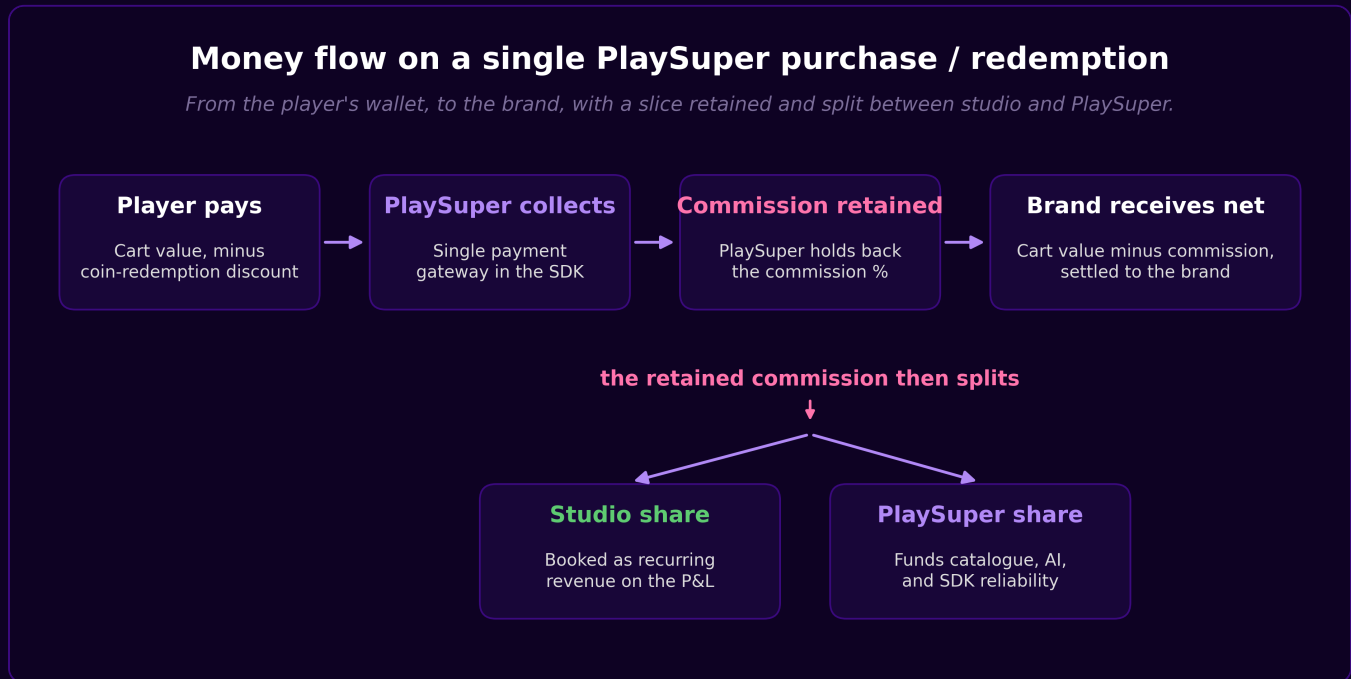 Money flow on a single PlaySuper purchase / redemption
From the player's wallet, to the brand, with a slice retained and split between studio and PlaySuper.
Player pays
Cart value, minus
coin-redemption discount
PlaySuper collects
Single payment
gateway in the SDK
Commission retained
PlaySuper holds back
the commission %
Brand receives net
Cart value minus commission,
settled to the brand
the retained commission then splits
Studio share
Booked as recurring
revenue on the P&L
PlaySuper share
Funds catalogue, AI,
and SDK reliability